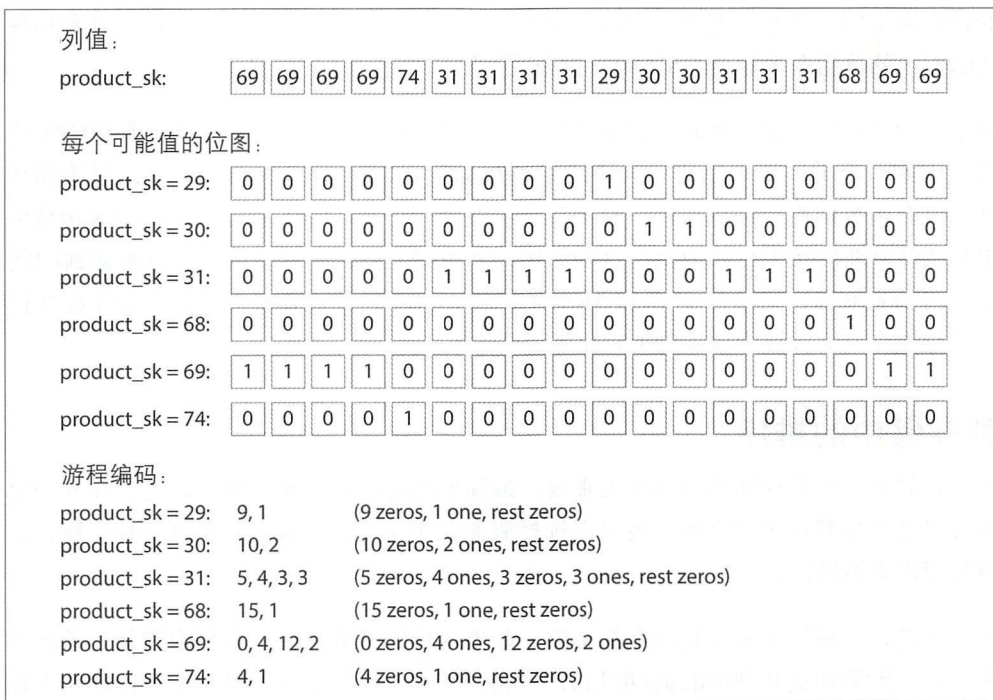 列值：
product_sk: 69 69 69 69 74 31 31 31 31 29 30 30 31 31 31 68 69 69
每个可能值的位图：
product_sk = 29: 0 0 0 0 0 0 0 0 0 1 0 0 0 0 0 0 0 0
product_sk = 30: 0 0 0 0 0 0 0 0 0 0 1 1 0 0 0 0 0 0
product_sk = 31: 0 0 0 0 0 1 1 1 1 0 0 0 1 1 1 0 0 0
product_sk = 68: 0 0 0 0 0 0 0 0 0 0 0 0 0 0 0 1 0 0
product_sk = 69: 1 1 1 1 0 0 0 0 0 0 0 0 0 0 0 0 1 1
product_sk = 74: 0 0 0 0 1 0 0 0 0 0 0 0 0 0 0 0 0 0
游程编码：
product_sk = 29: 9, 1 (9 zeros, 1 one, rest zeros)
product_sk = 30: 10, 2 (10 zeros, 2 ones, rest zeros)
product_sk = 31: 5, 4, 3, 3 (5 zeros, 4 ones, 3 zeros, 3 ones, rest zeros)
product_sk = 68: 15, 1 (15 zeros, 1 one, rest zeros)
product_sk = 69: 0, 4, 12, 2 (0 zeros, 4 ones, 12 zeros, 2 ones)
product_sk = 74: 4, 1 (4 zeros, 1 one, rest zeros)